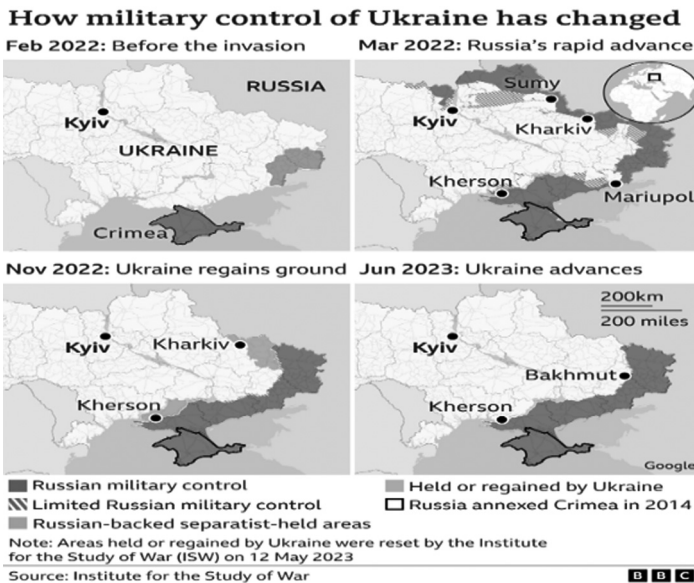 How military control of Ukraine has changed
Feb 2022: Before the invasion
RUSSIA
Kyiv
UKRAINE
Crimea
Mar 2022: Russia's rapid advance
Sumy
Kyiv
Kharkiv
Kherson
Mariupol
Nov 2022: Ukraine regains ground
Kyiv
Kharkiv
Kherson
Jun 2023: Ukraine advances
200km
200 miles
Kyiv
Bakhmut
Kherson
Google
Russian military control
Limited Russian military control
Russian-backed separatist-held areas
Held or regained by Ukraine
Russia annexed Crimea in 2014
Note: Areas held or regained by Ukraine were reset by the Institute
for the Study of War (ISW) on 12 May 2023
Source: Institute for the Study of War
BBC